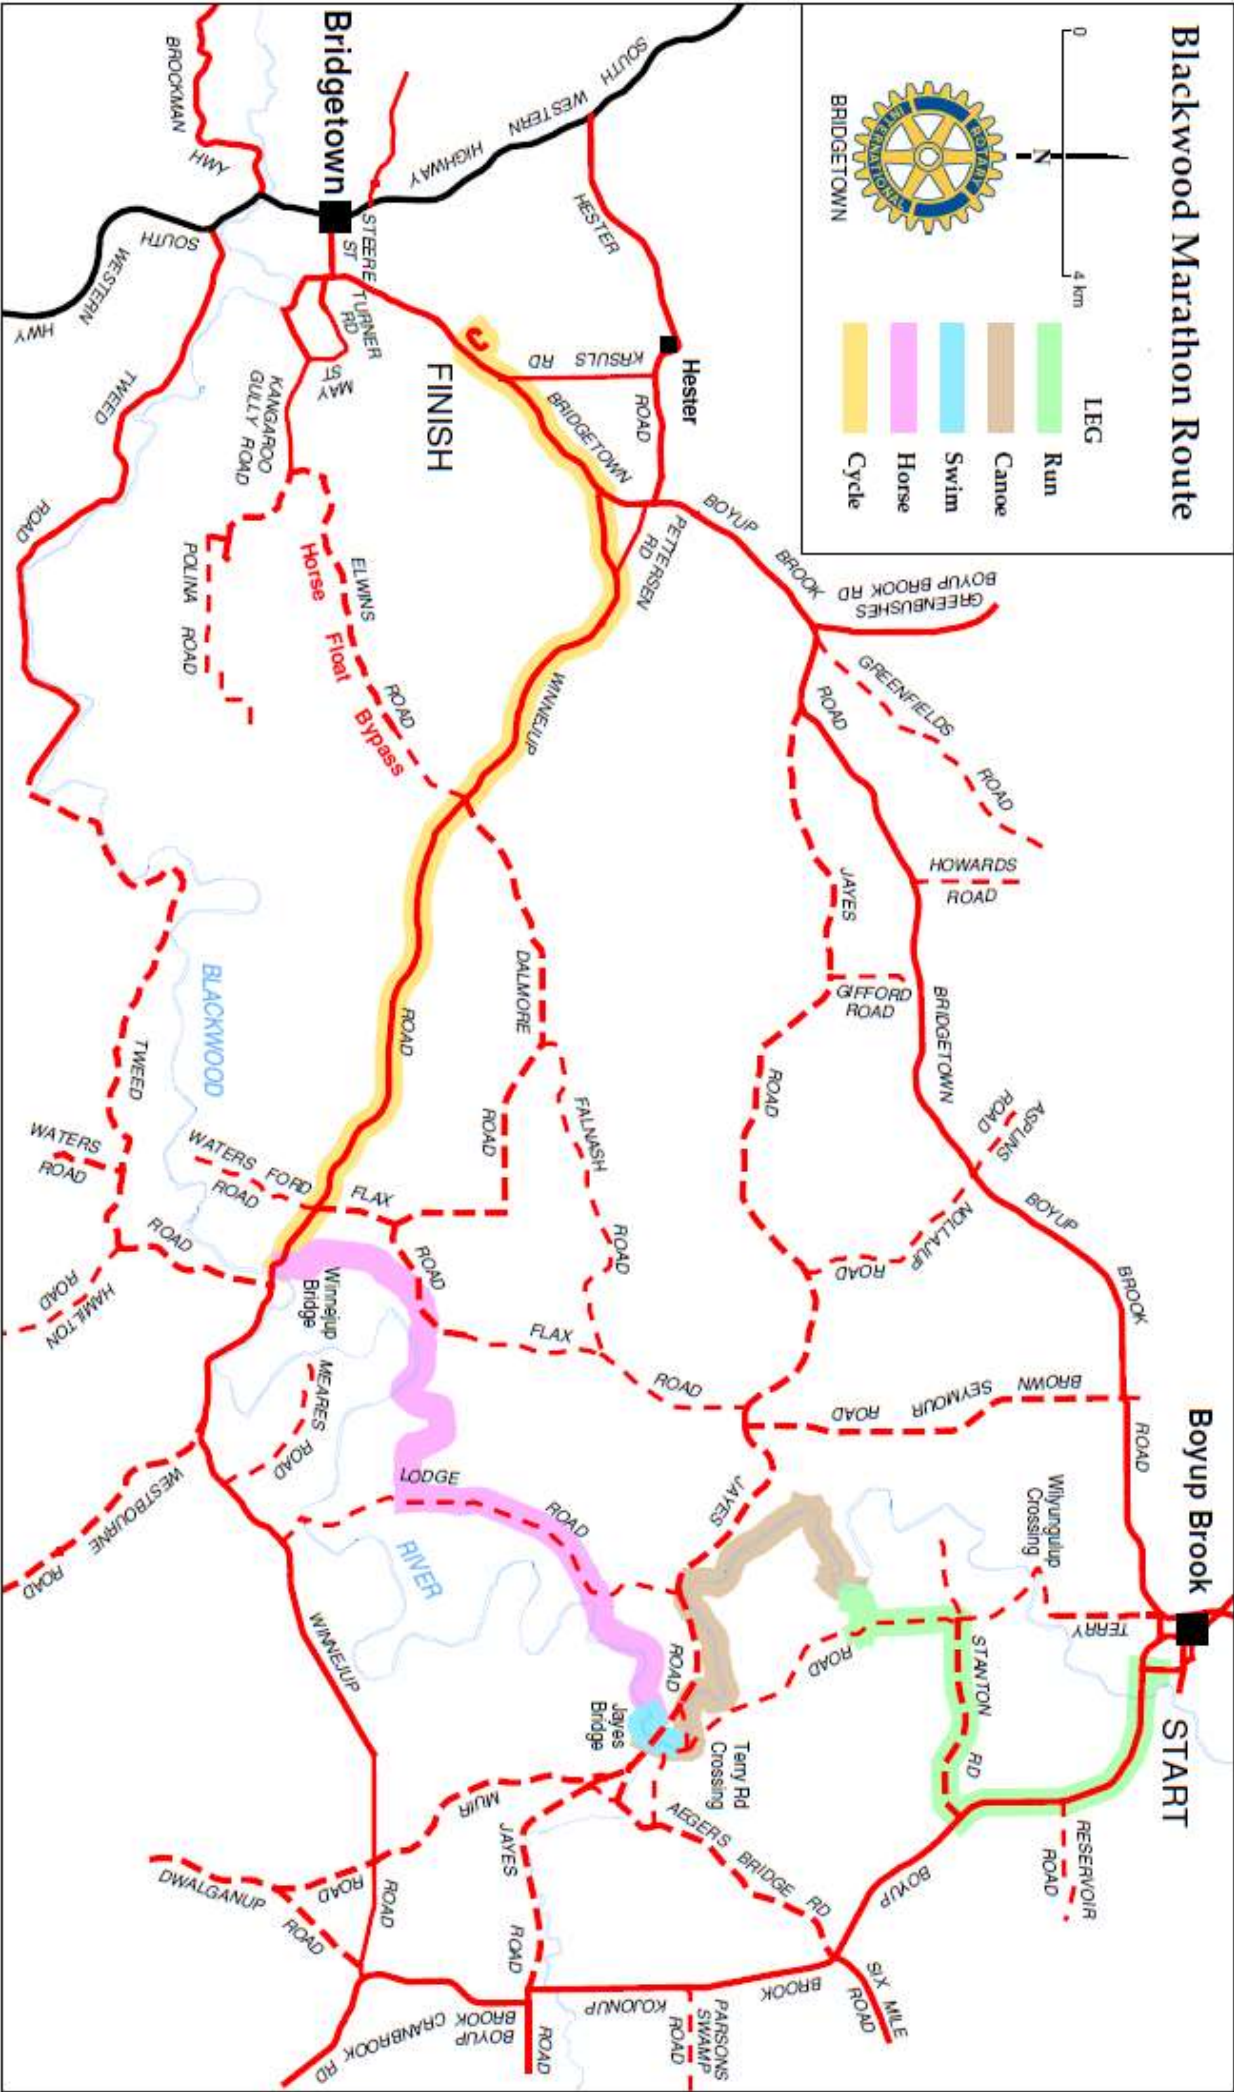 Blackwood Marathon Route
0
4 km
N
ROTARY
INTERNATIONAL
BRIDGETOWN
LEG
Run
Canoe
Swim
Horse
Cycle
Boyup Brook
START
Bridgetown
FINISH
Hester
SOUTH
WESTERN
HIGHWAY
BROCKMAN
HWY
SOUTH
WESTERN
HWY
STEERE
ST
TURNER
RD
MAY
ST
KANGAROO
GULLY ROAD
HESTER
ROAD
KRSULS
RD
BRIDGETOWN
PETTERSEN
RD
BOYUP
BROOK
ROAD
GREENBUSHES
BOYUP BROOK RD
GREENFIELDS
ROAD
HOWARDS
ROAD
JAYES
GIFFORD
ROAD
ROAD
BRIDGETOWN
ASPLINS
ROAD
BOYUP
NOLLAJUP
ROAD
BROOK
ROAD
BROWN
SEYMOUR
ROAD
ELWINS
ROAD
Horse
Float
Bypass
POLINA
ROAD
WINNEJUP
ROAD
DALMORE
ROAD
FALNASH
ROAD
FLAX
ROAD
FLAX
ROAD
TWEED
ROAD
BLACKWOOD
TWEED
ROAD
WATERS
ROAD
WATERS
FORD
ROAD
HAMILTON
ROAD
Winnejup
Bridge
MEARES
ROAD
WESTBOURNE
ROAD
LODGE
ROAD
RIVER
JAYES
ROAD
Wilyungulup
Crossing
TERRY
ROAD
STANTON
RD
RESERVOIR
ROAD
Terry Rd
Crossing
Jayes
Bridge
AEGERS
BRIDGE
RD
BOYUP
SIX MILE
ROAD
BROOK
KOJONUP
ROAD
PARSONS
SWAMP
ROAD
MUIR
ROAD
JAYES
ROAD
WINNEJUP
ROAD
DWALGANUP
ROAD
BOYUP
BROOK CRANBROOK RD